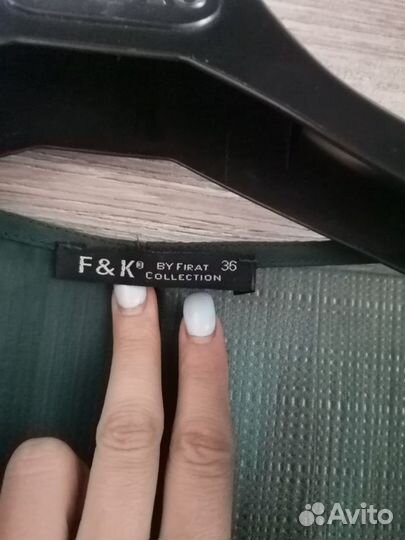 F & K® BY FIRAT 36
COLLECTION
Avito